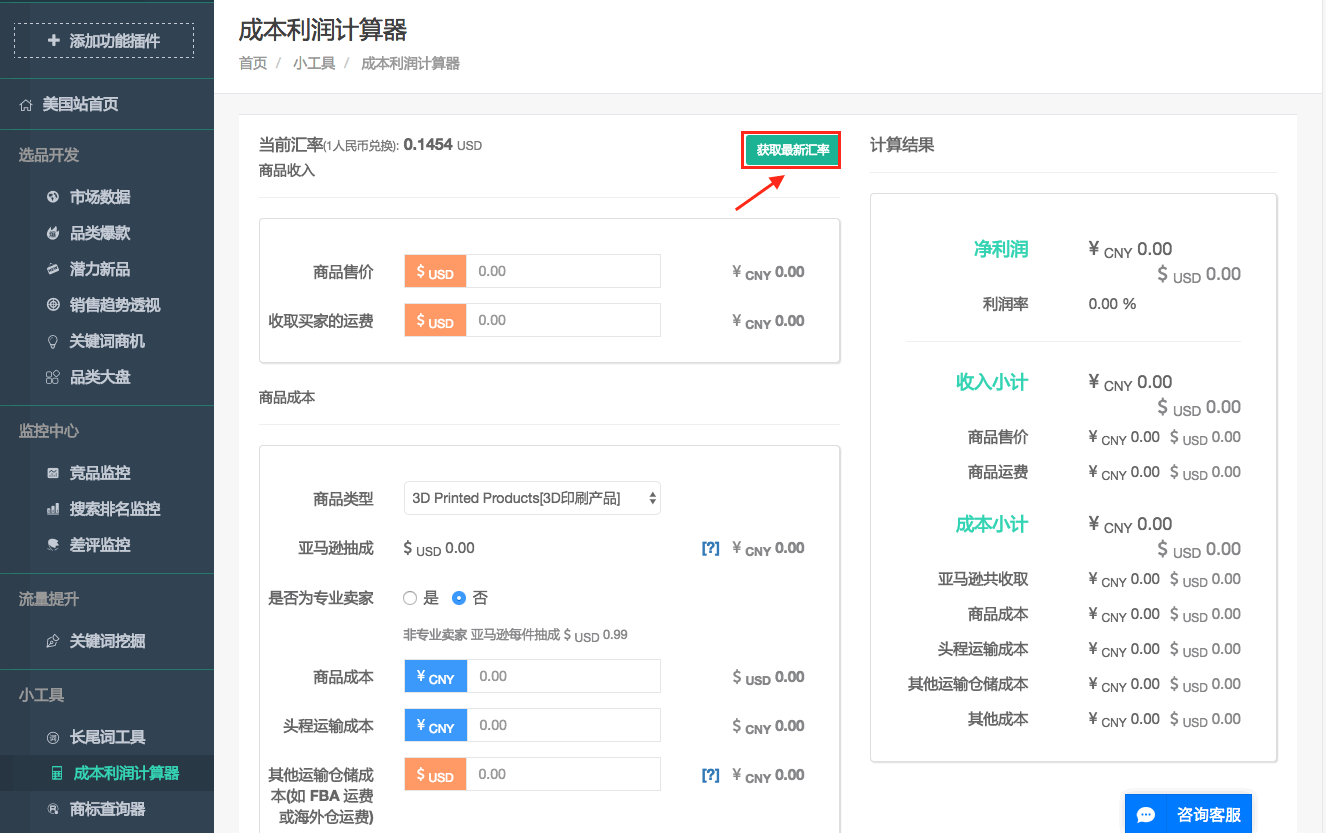 添加功能插件
美国站首页
选品开发
市场数据
品类爆款
潜力新品
销售趋势透视
关键词商机
品类大盘
监控中心
竞品监控
搜索排名监控
差评监控
流量提升
关键词挖掘
小工具
长尾词工具
成本利润计算器
商标查询器
成本利润计算器
首页 / 小工具 / 成本利润计算器
当前汇率(1人民币兑换): 0.1454 USD
获取最新汇率
商品收入
商品售价 $ USD 0.00 ¥ CNY 0.00
收取买家的运费 $ USD 0.00 ¥ CNY 0.00
商品成本
商品类型 3D Printed Products[3D印刷产品]
亚马逊抽成 $ USD 0.00 [?] ¥ CNY 0.00
是否为专业卖家 是 否
非专业卖家 亚马逊每件抽成 $ USD 0.99
商品成本 ¥ CNY 0.00 $ USD 0.00
头程运输成本 ¥ CNY 0.00 $ CNY 0.00
其他运输仓储成
本(如 FBA 运费
或海外仓运费) $ USD 0.00 [?] ¥ CNY 0.00
计算结果
净利润 ¥ CNY 0.00
$ USD 0.00
利润率 0.00 %
收入小计 ¥ CNY 0.00
$ USD 0.00
商品售价 ¥ CNY 0.00 $ USD 0.00
商品运费 ¥ CNY 0.00 $ USD 0.00
成本小计 ¥ CNY 0.00
$ USD 0.00
亚马逊共收取 ¥ CNY 0.00 $ USD 0.00
商品成本 ¥ CNY 0.00 $ USD 0.00
头程运输成本 ¥ CNY 0.00 $ USD 0.00
其他运输仓储成本 ¥ CNY 0.00 $ USD 0.00
其他成本 ¥ CNY 0.00 $ USD 0.00
咨询客服